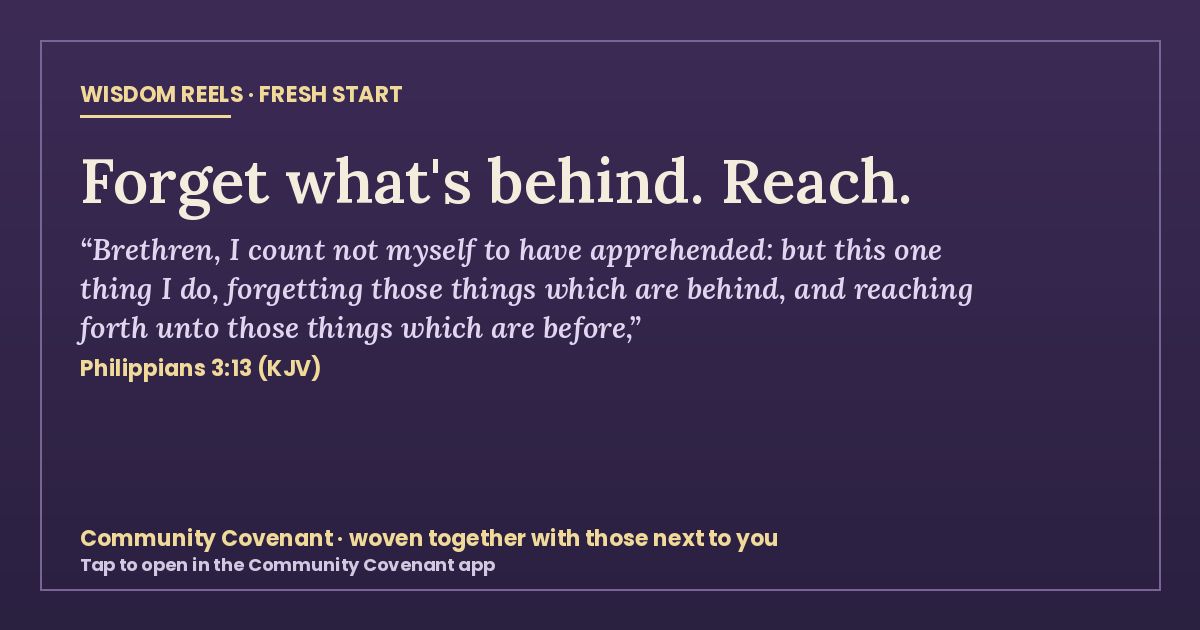 WISDOM REELS · FRESH START
Forget what's behind. Reach.
“Brethren, I count not myself to have apprehended: but this one
thing I do, forgetting those things which are behind, and reaching
forth unto those things which are before,”
Philippians 3:13 (KJV)
Community Covenant · woven together with those next to you
Tap to open in the Community Covenant app